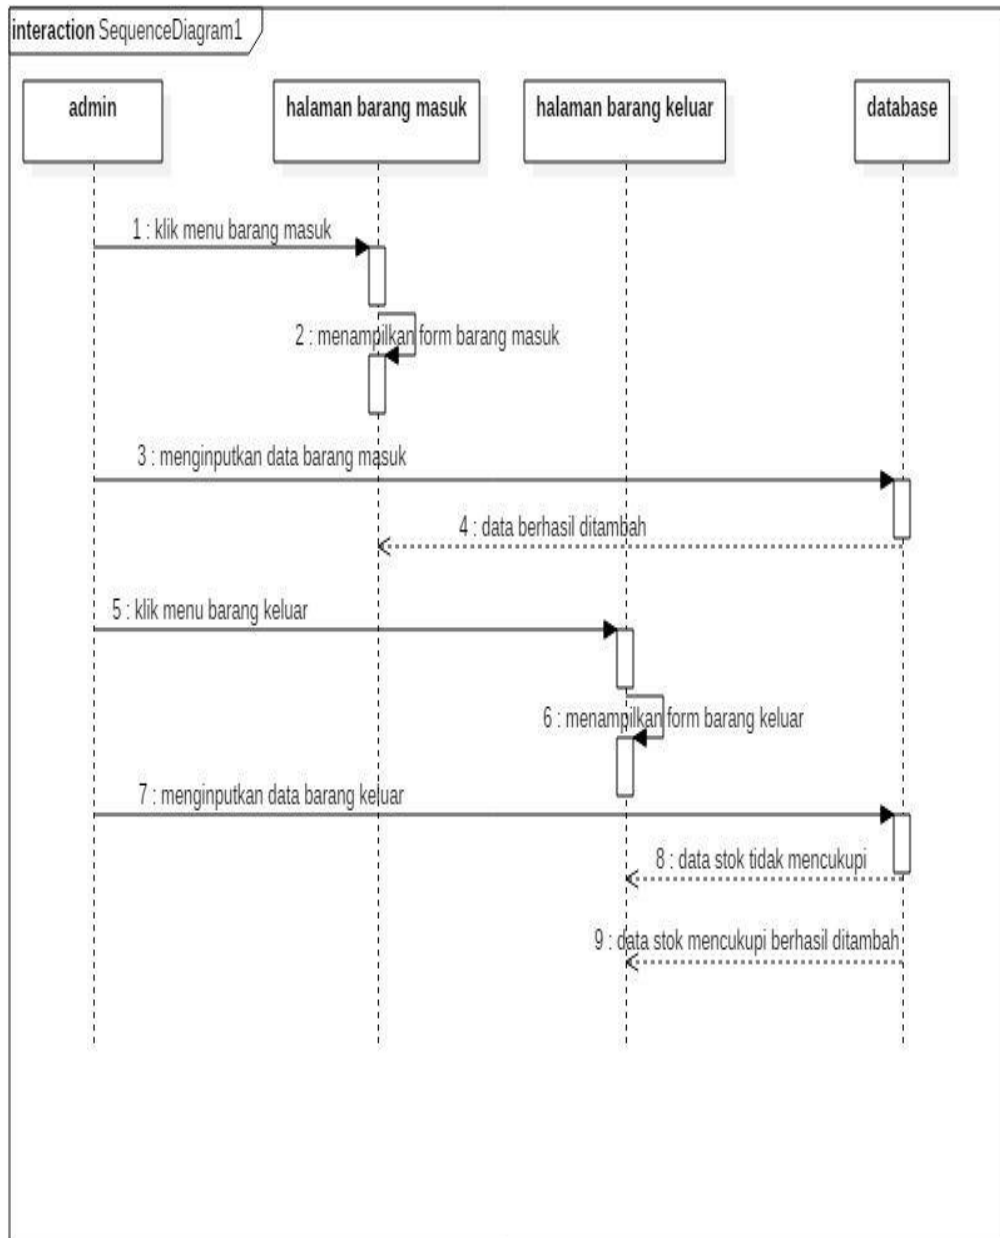 interaction SequenceDiagram1
admin
halaman barang masuk
halaman barang keluar
database
1 : klik menu barang masuk
2 : menampilkan form barang masuk
3 : menginputkan data barang masuk
4 : data berhasil ditambah
5 : klik menu barang keluar
6 : menampilkan form barang keluar
7 : menginputkan data barang keluar
8 : data stok tidak mencukupi
9 : data stok mencukupi berhasil ditambah